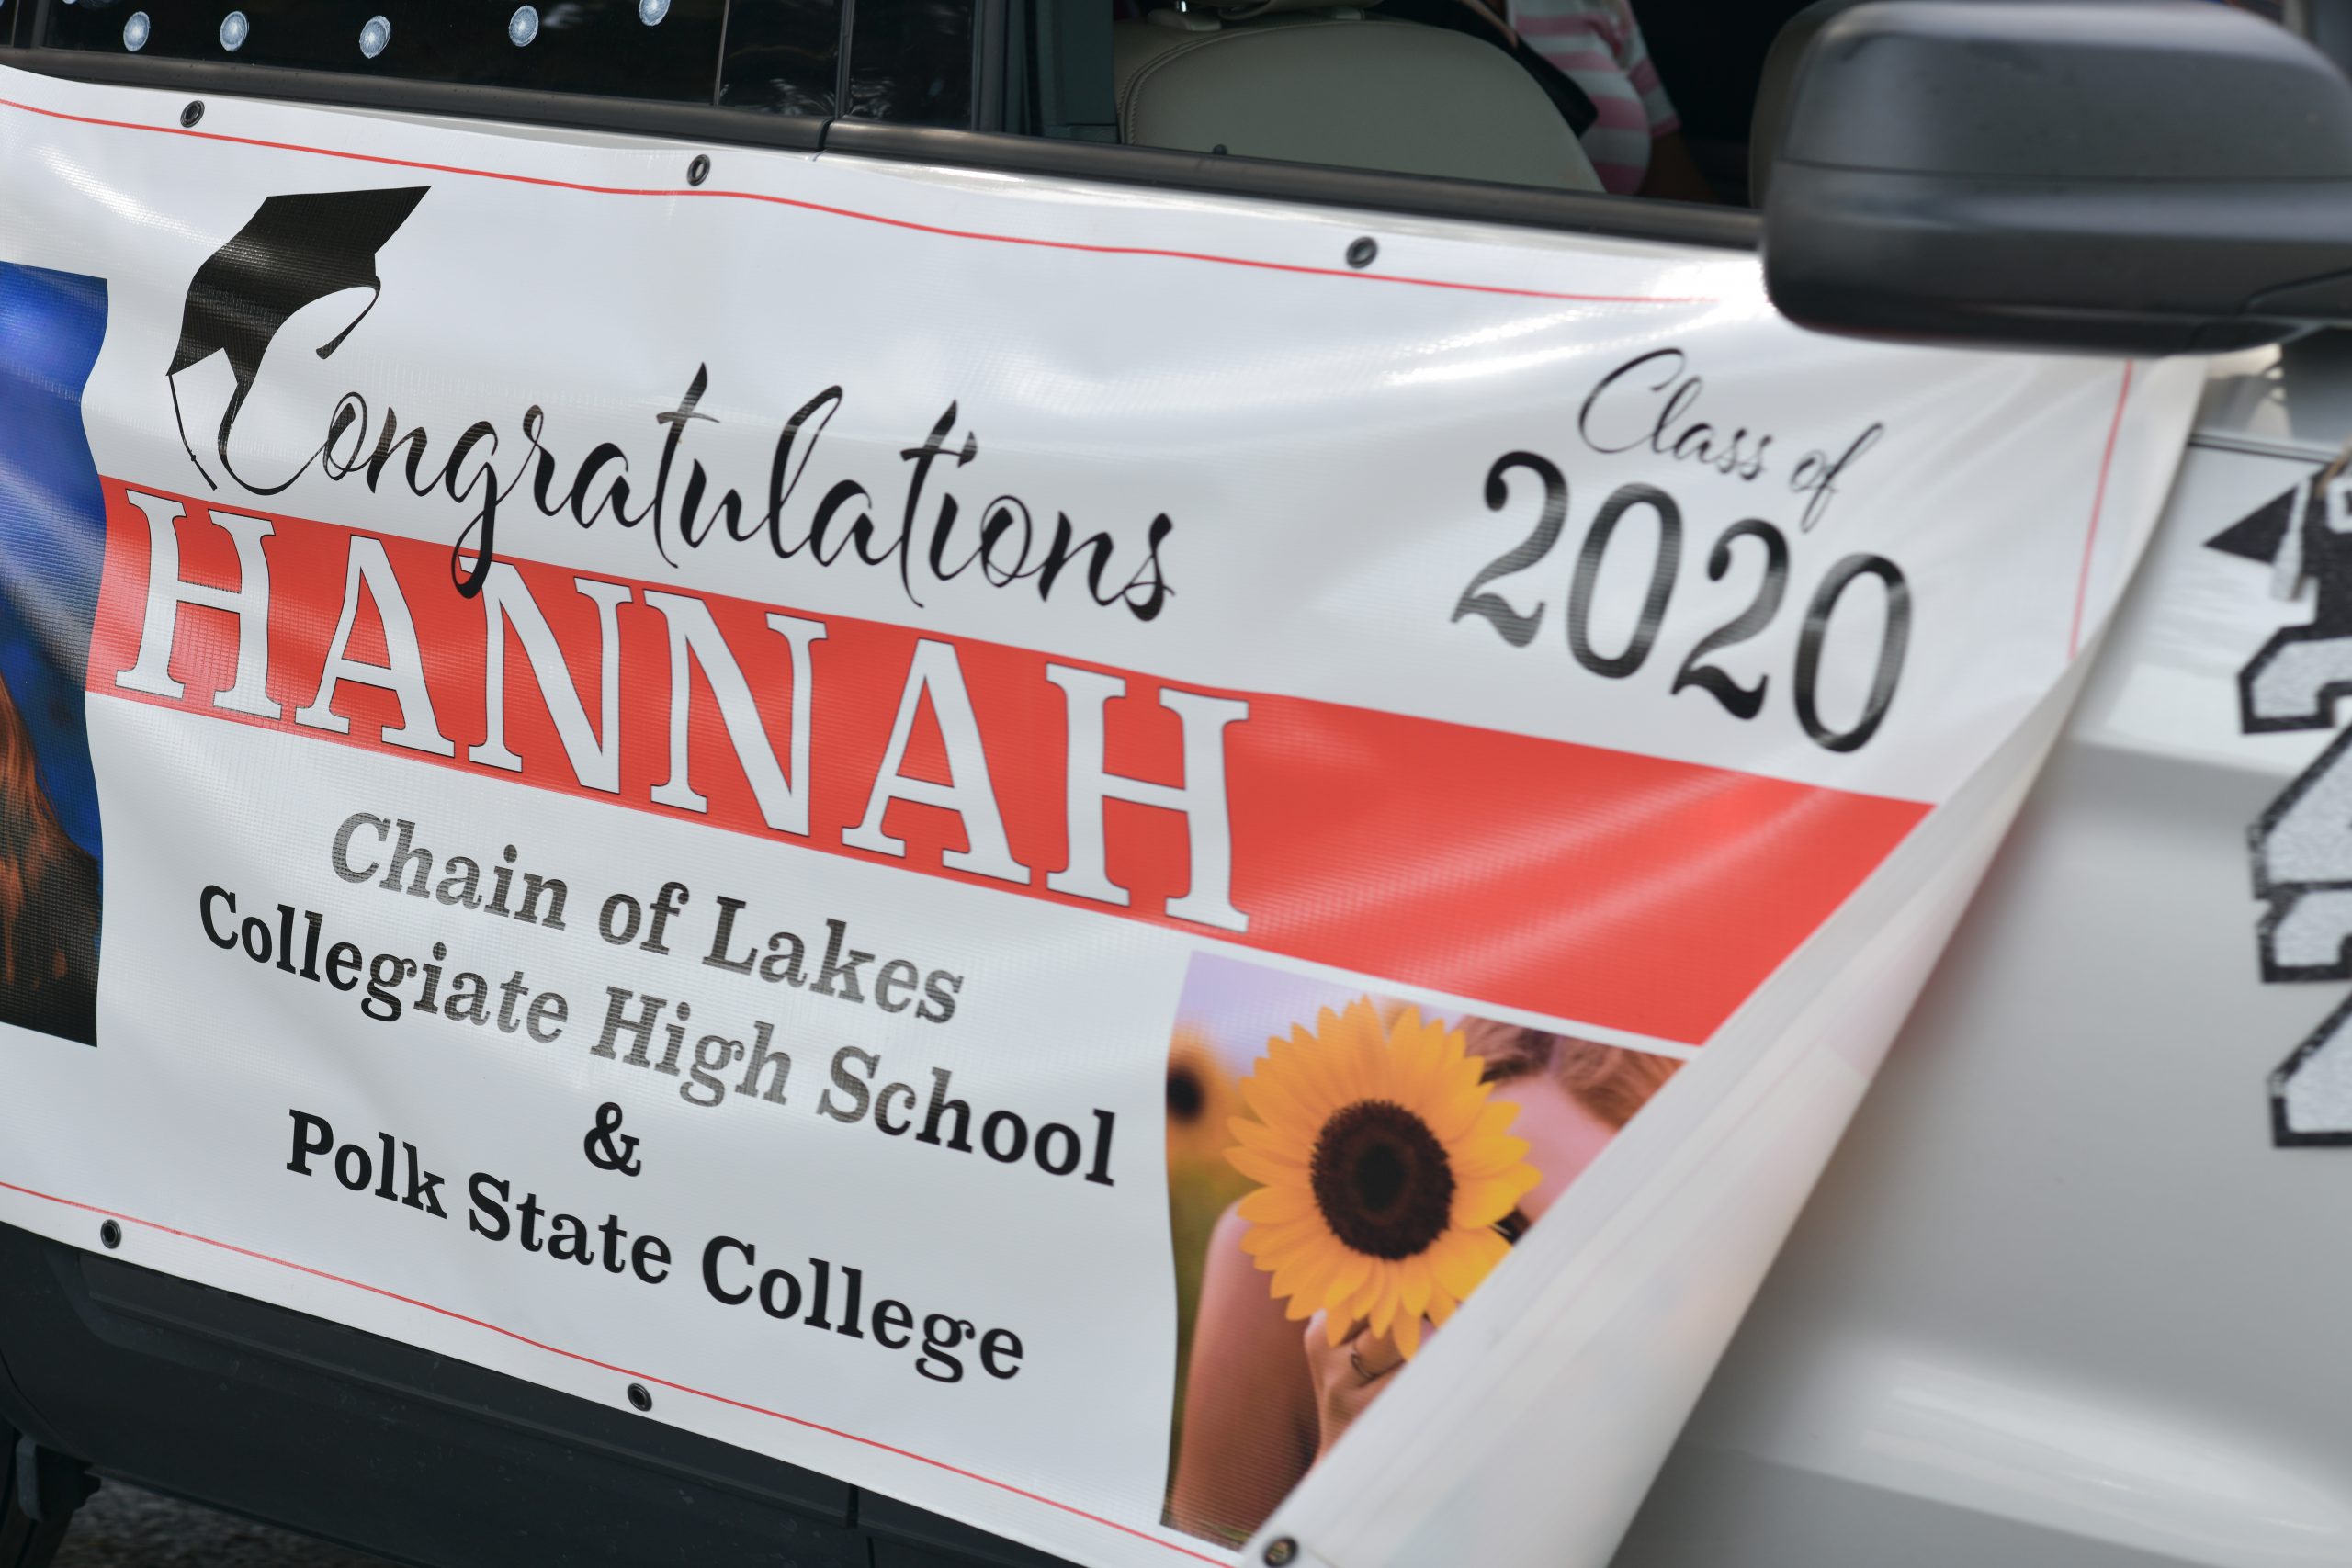 Congratulations
Class of
2020
HANNAH
Chain of Lakes
Collegiate High School
&
Polk State College